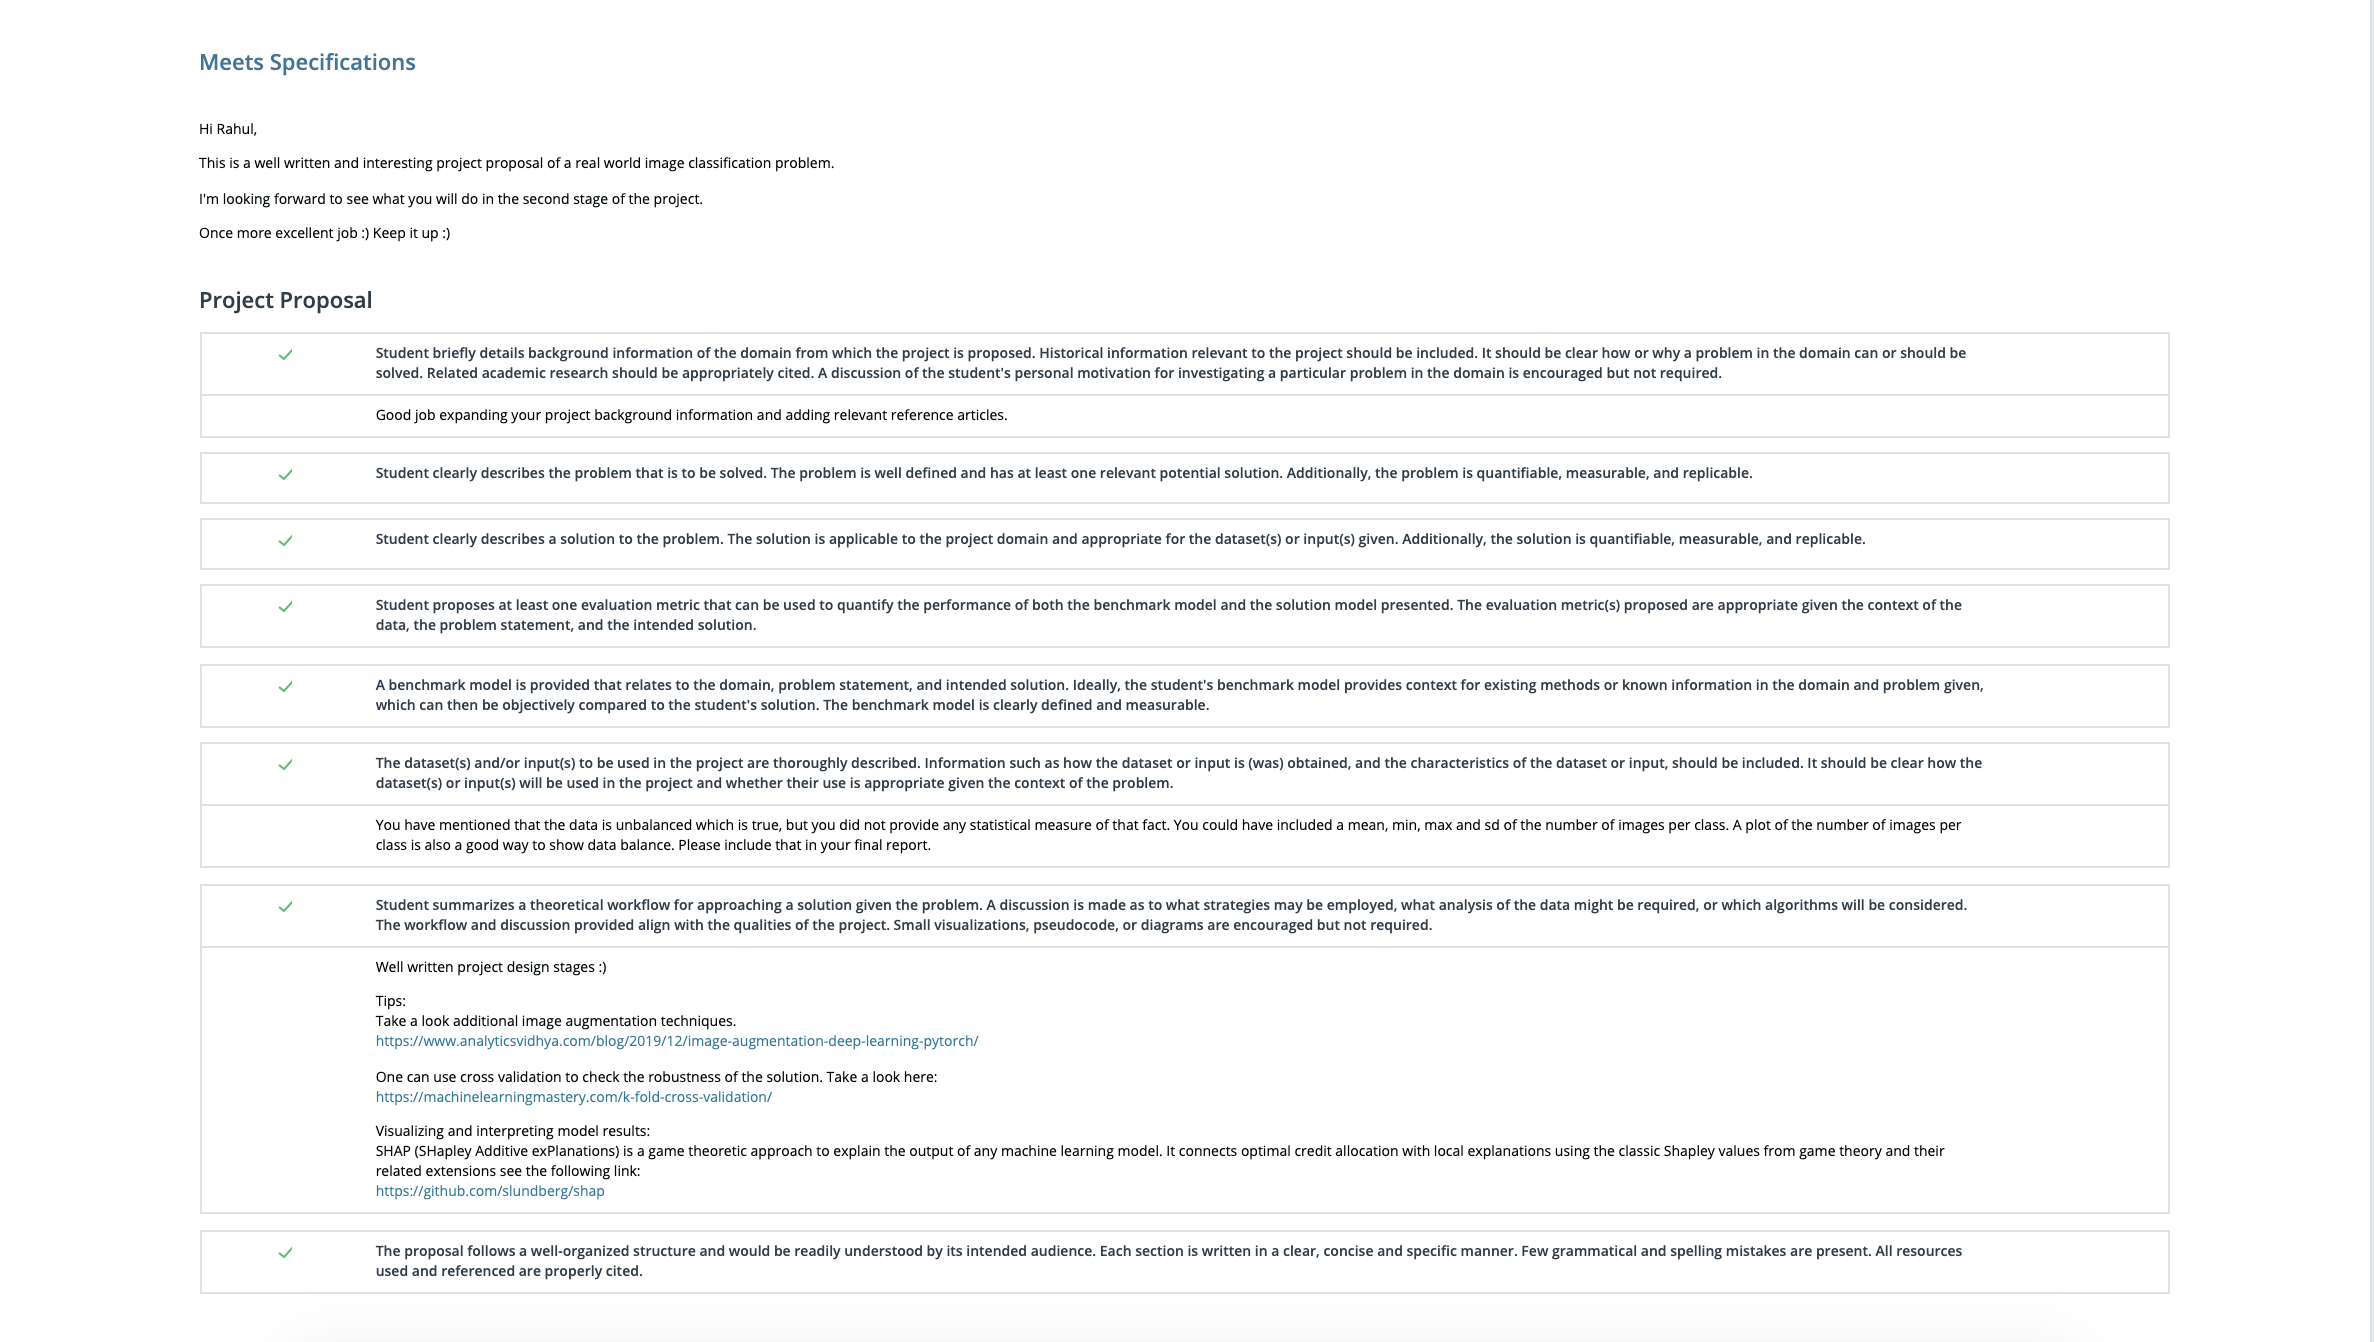 Meets Specifications
Hi Rahul,
This is a well written and interesting project proposal of a real world image classification problem.
I'm looking forward to see what you will do in the second stage of the project.
Once more excellent job :) Keep it up :)
Project Proposal
Student briefly details background information of the domain from which the project is proposed. Historical information relevant to the project should be included. It should be clear how or why a problem in the domain can or should be
solved. Related academic research should be appropriately cited. A discussion of the student's personal motivation for investigating a particular problem in the domain is encouraged but not required.
Good job expanding your project background information and adding relevant reference articles.
Student clearly describes the problem that is to be solved. The problem is well defined and has at least one relevant potential solution. Additionally, the problem is quantifiable, measurable, and replicable.
Student clearly describes a solution to the problem. The solution is applicable to the project domain and appropriate for the dataset(s) or input(s) given. Additionally, the solution is quantifiable, measurable, and replicable.
Student proposes at least one evaluation metric that can be used to quantify the performance of both the benchmark model and the solution model presented. The evaluation metric(s) proposed are appropriate given the context of the
data, the problem statement, and the intended solution.
A benchmark model is provided that relates to the domain, problem statement, and intended solution. Ideally, the student's benchmark model provides context for existing methods or known information in the domain and problem given,
which can then be objectively compared to the student's solution. The benchmark model is clearly defined and measurable.
The dataset(s) and/or input(s) to be used in the project are thoroughly described. Information such as how the dataset or input is (was) obtained, and the characteristics of the dataset or input, should be included. It should be clear how the
dataset(s) or input(s) will be used in the project and whether their use is appropriate given the context of the problem.
You have mentioned that the data is unbalanced which is true, but you did not provide any statistical measure of that fact. You could have included a mean, min, max and sd of the number of images per class. A plot of the number of images per
class is also a good way to show data balance. Please include that in your final report.
Student summarizes a theoretical workflow for approaching a solution given the problem. A discussion is made as to what strategies may be employed, what analysis of the data might be required, or which algorithms will be considered.
The workflow and discussion provided align with the qualities of the project. Small visualizations, pseudocode, or diagrams are encouraged but not required.
Well written project design stages :)
Tips:
Take a look additional image augmentation techniques.
https://www.analyticsvidhya.com/blog/2019/12/image-augmentation-deep-learning-pytorch/
One can use cross validation to check the robustness of the solution. Take a look here:
https://machinelearningmastery.com/k-fold-cross-validation/
Visualizing and interpreting model results:
SHAP (SHapley Additive exPlanations) is a game theoretic approach to explain the output of any machine learning model. It connects optimal credit allocation with local explanations using the classic Shapley values from game theory and their
related extensions see the following link:
https://github.com/slundberg/shap
The proposal follows a well-organized structure and would be readily understood by its intended audience. Each section is written in a clear, concise and specific manner. Few grammatical and spelling mistakes are present. All resources
used and referenced are properly cited.